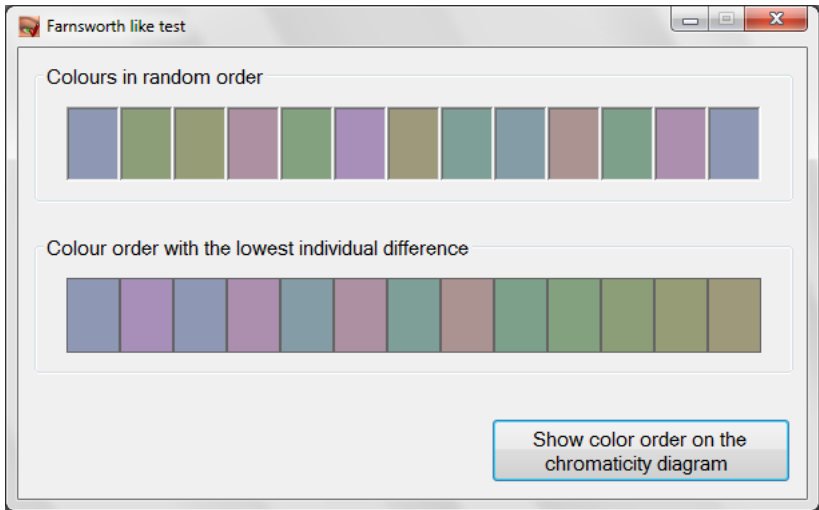 Farnsworth like test
Colours in random order
Colour order with the lowest individual difference
Show color order on the
chromaticity diagram